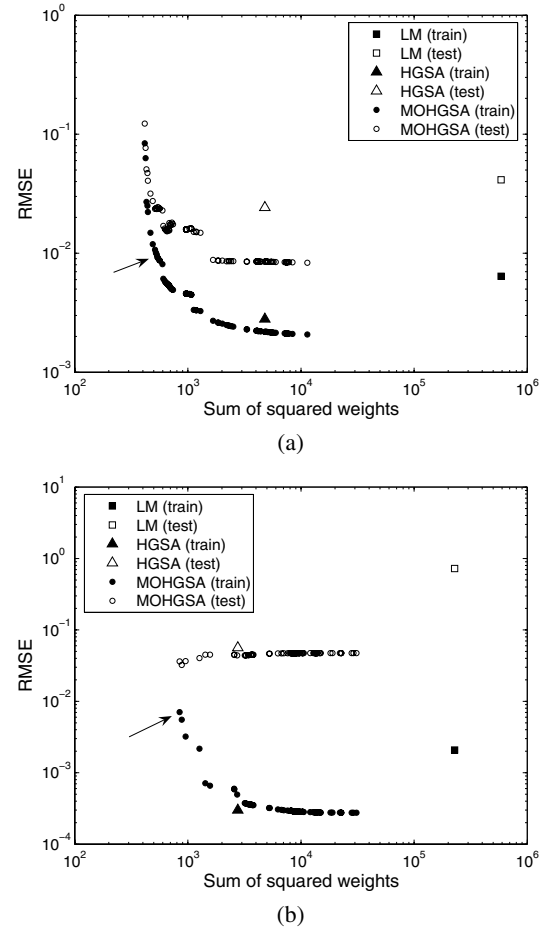 10^0
10^-1
10^-2
10^-3
RMSE
LM (train)
LM (test)
HGSA (train)
HGSA (test)
MOHGSA (train)
MOHGSA (test)
10^2 10^3 10^4 10^5 10^6
Sum of squared weights
(a)
10^1
10^0
10^-1
10^-2
10^-3
10^-4
RMSE
LM (train)
LM (test)
HGSA (train)
HGSA (test)
MOHGSA (train)
MOHGSA (test)
10^2 10^3 10^4 10^5 10^6
Sum of squared weights
(b)